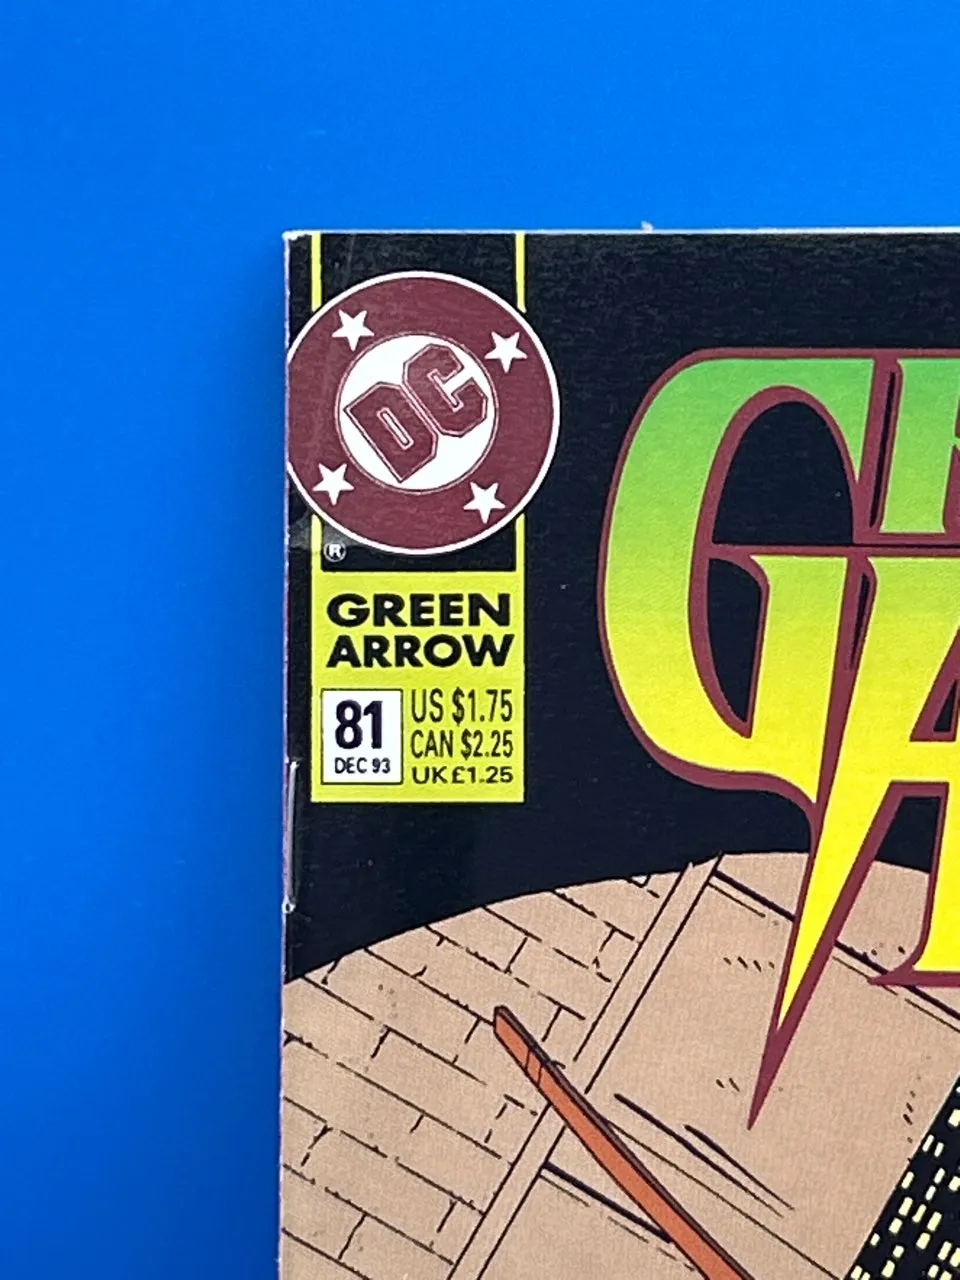 DC
®
GREEN
ARROW
81
DEC 93
US $1.75
CAN $2.25
UK£1.25